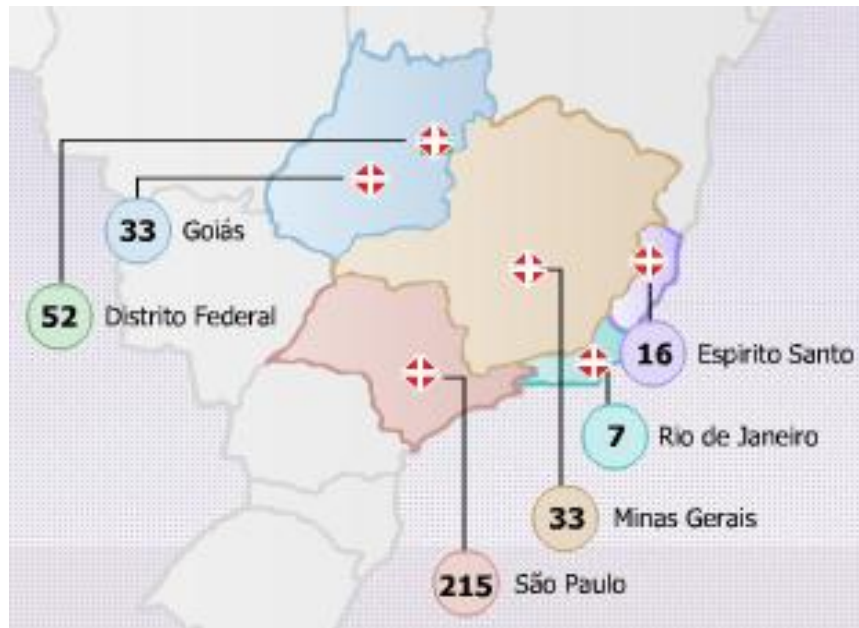 33 Goiás
52 Distrito Federal
16 Espirito Santo
7 Rio de Janeiro
33 Minas Gerais
215 São Paulo